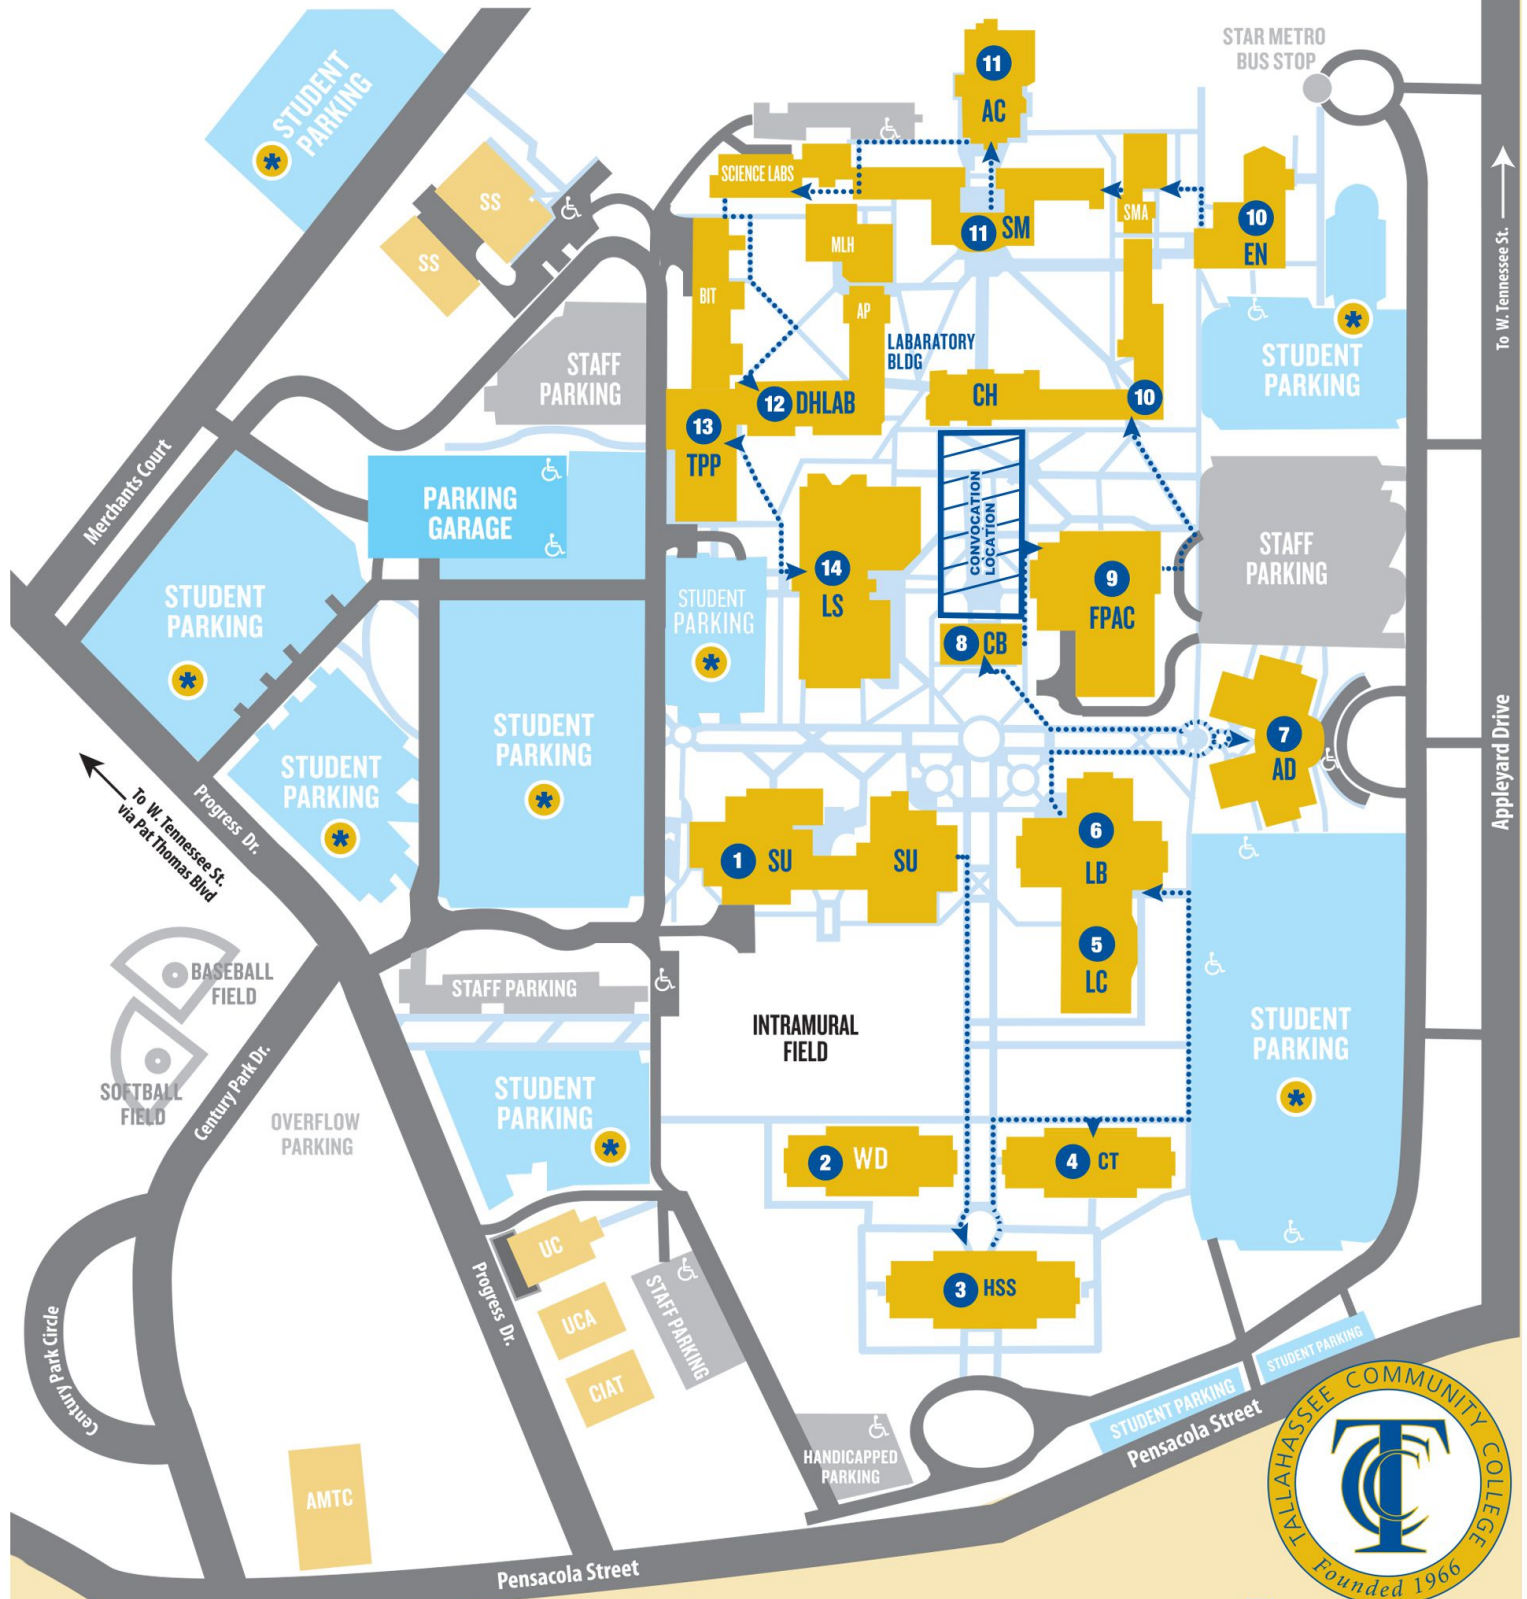 STAR METRO
BUS STOP
STUDENT
PARKING
*
11
AC
SCIENCE LABS
SS
SS
SMA
10
EN
MLH
11 SM
To W. Tennessee St.
BIT
AP
LABARATORY
BLDG
*
STUDENT
PARKING
STAFF
PARKING
12 DHLAB
CH
10
13
TPP
Merchants Court
PARKING
GARAGE
CONVOCATION
LOCATION
STAFF
PARKING
14
LS
9
FPAC
STUDENT
PARKING
*
STUDENT
PARKING
*
8 CB
STUDENT
PARKING
*
STUDENT
PARKING
*
7
AD
Appleyard Drive
To W. Tennessee St.
via Pat Thomas Blvd
Progress Dr.
1 SU
SU
6
LB
5
LC
BASEBALL
FIELD
STAFF PARKING
INTRAMURAL
FIELD
STUDENT
PARKING
*
SOFTBALL
FIELD
Century Park Dr.
OVERFLOW
PARKING
STUDENT
PARKING
*
2 WD
4 CT
UC
3 HSS
Progress Dr.
UCA
STAFF PARKING
CIAT
Century Park Circle
STUDENT PARKING
STUDENT PARKING
HANDICAPPED
PARKING
Pensacola Street
AMTC
Pensacola Street
TALLAHASSEE COMMUNITY COLLEGE
TCC
Founded 1966